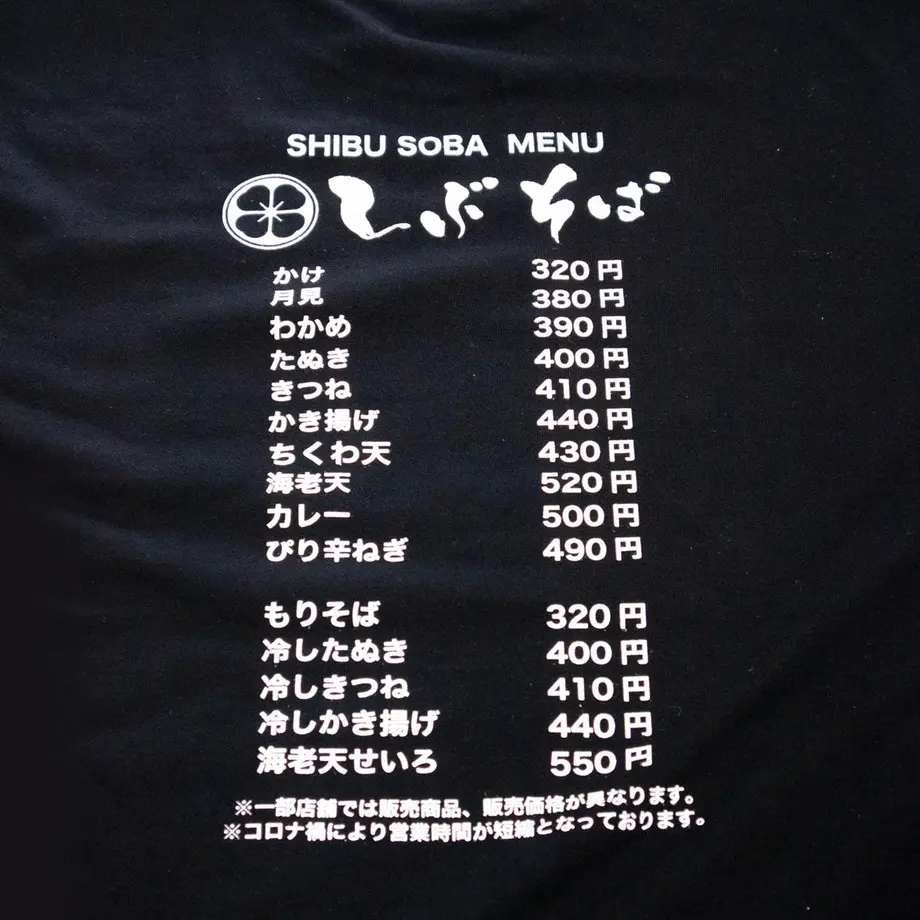 SHIBU SOBA MENU
しぶそば
かけ 320円
月見 380円
わかめ 390円
たぬき 400円
きつね 410円
かき揚げ 440円
ちくわ天 430円
海老天 520円
カレー 500円
ぴり辛ねぎ 490円
もりそば 320円
冷したぬき 400円
冷しきつね 410円
冷しかき揚げ 440円
海老天せいろ 550円
※一部店舗では販売商品、販売価格が異なります。
※コロナ禍により営業時間が短縮となっております。